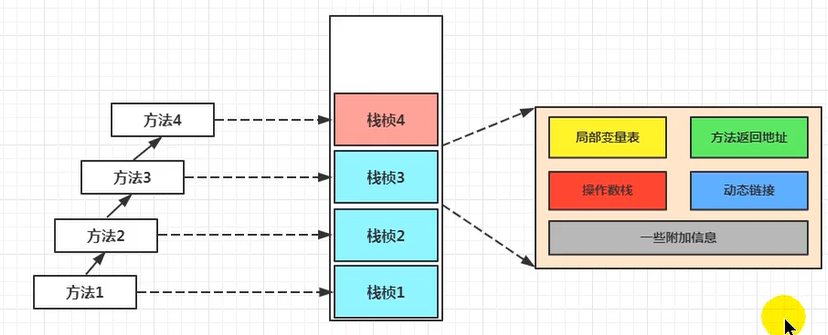 方法4
栈桢4
局部变量表
方法返回地址
方法3
栈桢3
操作数栈
动态链接
方法2
栈桢2
一些附加信息
方法1
栈桢1